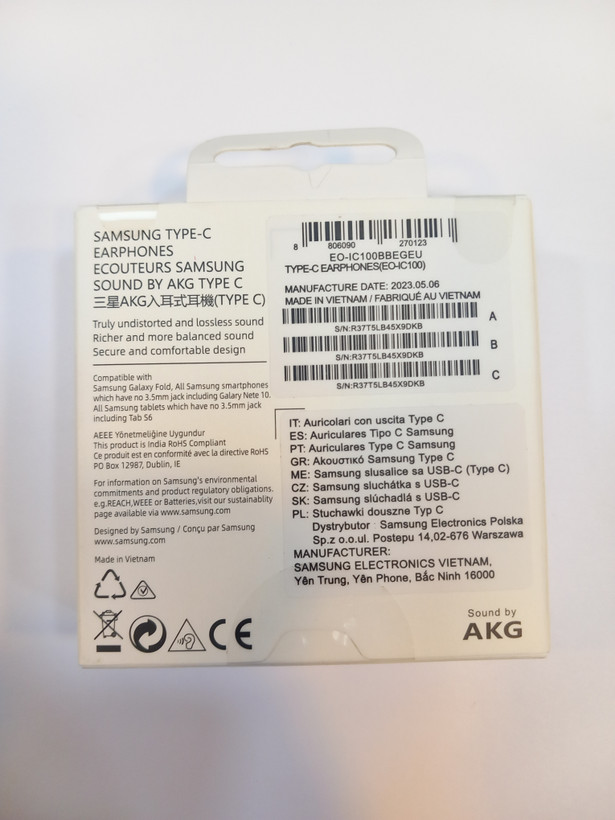 SAMSUNG TYPE-C
EARPHONES
ECOUTEURS SAMSUNG
SOUND BY AKG TYPE C
三星AKG入耳式耳機(TYPE C)
Truly undistorted and lossless sound
Richer and more balanced sound
Secure and comfortable design
Compatible with
Samsung Galaxy Fold, All Samsung smartphones
which have no 3.5mm jack including Galary Nete 10.
All Samsung tablets which have no 3.5mm jack
including Tab S6
AEEE Yönetmeliğine Uygundur
This product is India RoHS Compliant
Ce produit est en conformité avec la directive RoHS
PO Box 12987, Dublin, IE
For information on Samsung's environmental
commitments and product regulatory obligations.
e.g.REACH,WEEE or Batteries,visit our sustainablity
page available via www.samsung.com
Designed by Samsung / Conçu par Samsung
www.samsung.com
Made in Vietnam
CE
8 806090 270123
EO-IC100BBEGEU
TYPE-C EARPHONES(EO-IC100)
MANUFACTURE DATE: 2023.05.06
MADE IN VIETNAM / FABRIQUÉ AU VIETNAM
A
S/N:R37T5LB45X9DKB
B
S/N:R37T5LB45X9DKB
C
S/N:R37T5LB45X9DKB
IT: Auricolari con uscita Type C
ES: Auriculares Tipo C Samsung
PT: Auriculares Type C Samsung
GR: Ακουστικό Samsung Type C
ME: Samsung slusalice sa USB-C (Type C)
CZ: Samsung sluchátka s USB-C
SK: Samsung slúchadlá s USB-C
PL: Stuchawki douszne Typ C
Dystrybutor Samsung Electronics Polska
Sp.z o.o.ul. Postepu 14,02-676 Warszawa
MANUFACTURER:
SAMSUNG ELECTRONICS VIETNAM,
Yên Trung, Yên Phone, Bắc Ninh 16000
Sound by
AKG